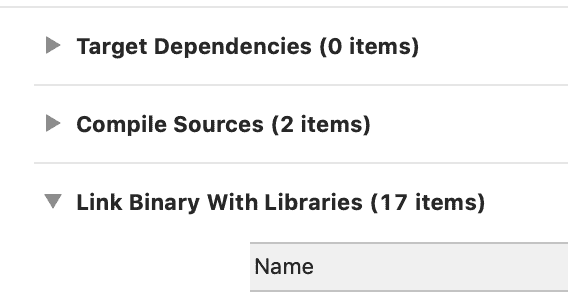 Target Dependencies (0 items)
Compile Sources (2 items)
Link Binary With Libraries (17 items)
Name